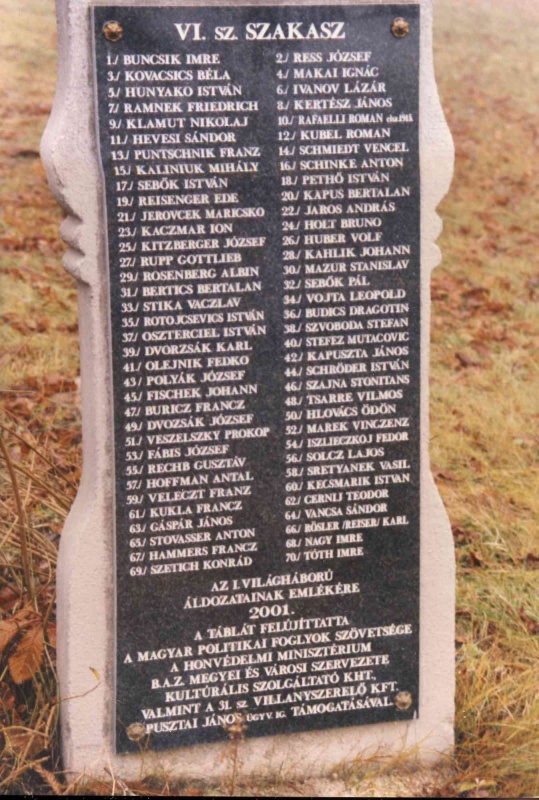 VI. sz. SZAKASZ
1./ BUNCSIK IMRE 2./ RESS JÓZSEF
3./ KOVACSICS BÉLA 4./ MAKAI IGNÁC
5./ HUNYAKO ISTVÁN 6./ IVANOV LÁZÁR
7./ RAMNEK FRIEDRICH 8./ KERTÉSZ JÁNOS
9./ KLAMUT NIKOLAJ 10./ RAFAELLI ROMAN
11./ HEVESI SÁNDOR 12./ KUBEL ROMAN
13./ PUNTSCHNIK FRANZ 14./ SCHMIEDT VENCEL
15./ KALINIUK MIHÁLY 16./ SCHINKE ANTON
17./ SEBŐK ISTVÁN 18./ PETHŐ ISTVÁN
19./ REISENGER EDE 20./ KAPUS BERTALAN
21./ JEROVCEK MARICSKO 22./ JAROS ANDRÁS
23./ KACZMAR ION 24./ HOLT BRUNO
25./ KITZBERGER JÓZSEF 26./ HUBER VOLF
27./ RUPP GOTTLIEB 28./ KAHLIK JOHANN
29./ ROSENBERG ALBIN 30./ MAZUR STANISLAV
31./ BERTICS BERTALAN 32./ SEBŐK PÁL
33./ STIKA VACZLAV 34./ VOJTA LEOPOLD
35./ ROTOJCSEVICS ISTVÁN 36./ BUDICS DRAGOTIN
37./ OSZTERCIEL ISTVÁN 38./ SZVOBODA STEFAN
39./ DVORZSÁK KARL 40./ STEFEZ MUTACOVIC
41./ OLEJNIK FEDKO 42./ KAPUSZTA JÁNOS
43./ POLYÁK JÓZSEF 44./ SCHRÖDER ISTVÁN
45./ FISCHEK JOHANN 46./ SZAJNA STONITANS
47./ BURICZ FRANCZ 48./ TSARRE VILMOS
49./ DVOZSÁK JÓZSEF 50./ HLOVÁCS ÖDÖN
51./ VESZELSZKY PROKOP 52./ MAREK VINCZENZ
53./ FÁBIS JÓZSEF 54./ ISZLIECZKOJ FEDOR
55./ RECHB GUSZTÁV 56./ SOLCZ LAJOS
57./ HOFFMAN ANTAL 58./ SRETYANEK VASIL
59./ VELECZT FRANZ 60./ KECSMARIK ISTVAN
61./ KUKLA FRANCZ 62./ CERNIJ TEODOR
63./ GÁSPÁR JÁNOS 64./ VANCSA SÁNDOR
65./ STOVASSER ANTON 66./ RÖSLER /REISER/ KARL
67./ HAMMERS FRANCZ 68./ NAGY IMRE
69./ SZETICH KONRÁD 70./ TÓTH IMRE
AZ I. VILÁGHÁBORÚ
ÁLDOZATAINAK EMLÉKÉRE
2001.
A TÁBLÁT FELÚJÍTTATTA
A MAGYAR POLITIKAI FOGLYOK SZÖVETSÉGE
A HONVÉDELMI MINISZTÉRIUM
B.A.Z. MEGYEI ÉS VÁROSI SZERVEZETE
KULTÚRÁLIS SZOLGÁLTATÓ KHT.,
VALMINT A 31. sz. VILLANYSZERELŐ KFT.
PUSZTAI JÁNOS ÜGYV. IG. TÁMOGATÁSÁVAL.